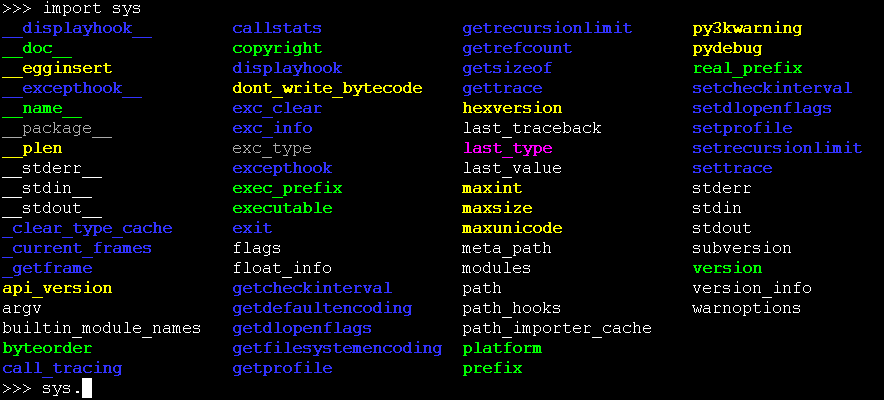 >>> import sys
__displayhook__ callstats getrecursionlimit py3kwarning
__doc__ copyright getrefcount pydebug
__egginsert displayhook getsizeof real_prefix
__excepthook__ dont_write_bytecode gettrace setcheckinterval
__name__ exc_clear hexversion setdlopenflags
__package__ exc_info last_traceback setprofile
__plen exc_type last_type setrecursionlimit
__stderr__ excepthook last_value settrace
__stdin__ exec_prefix maxint stderr
__stdout__ executable maxsize stdin
_clear_type_cache exit maxunicode stdout
_current_frames flags meta_path subversion
_getframe float_info modules version
api_version getcheckinterval path version_info
argv getdefaultencoding path_hooks warnoptions
builtin_module_names getdlopenflags path_importer_cache
byteorder getfilesystemencoding platform
call_tracing getprofile prefix
>>> sys.